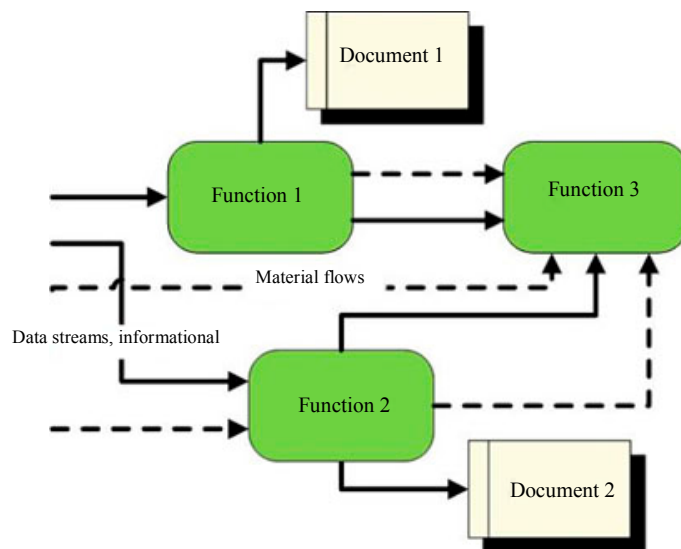 Document 1
Function 1
Function 3
Material flows
Data streams, informational
Function 2
Document 2